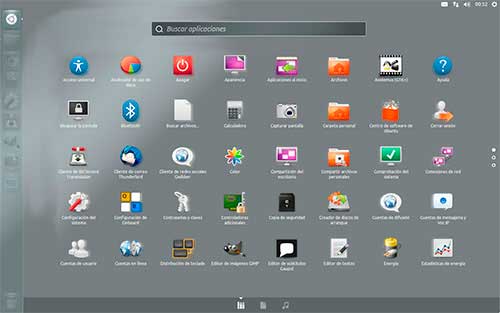 00:52
Buscar aplicaciones
Acceso universal
Analizador de uso de
disco
Apagar
Apariencia
Aplicaciones al inicio
Archivos
Avidemux (GTK+)
Ayuda
Bloquear la pantalla
Bluetooth
Buscar archivos...
Calculadora
Capturar pantalla
Carpeta personal
Centro de software de
Ubuntu
Cerrar sesión
Cliente de BitTorrent
Transmission
Cliente de correo
Thunderbird
Cliente de redes sociales
Gwibber
Color
Compartición del
escritorio
Compartir archivos
personales
Comprobación del
sistema
Conexiones de red
Configuración del
sistema
Configuración de
Onboard
Contraseñas y claves
Controladores
adicionales
Copia de seguridad
Creador de discos de
arranque
Cuentas de difusión
Cuentas de mensajería y
Voz IP
Cuentas de usuario
Cuentas en línea
Distribución de teclado
Editor de imágenes GIMP
Editor de subtítulos
Gaupol
Editor de textos
Energía
Estadísticas de energía